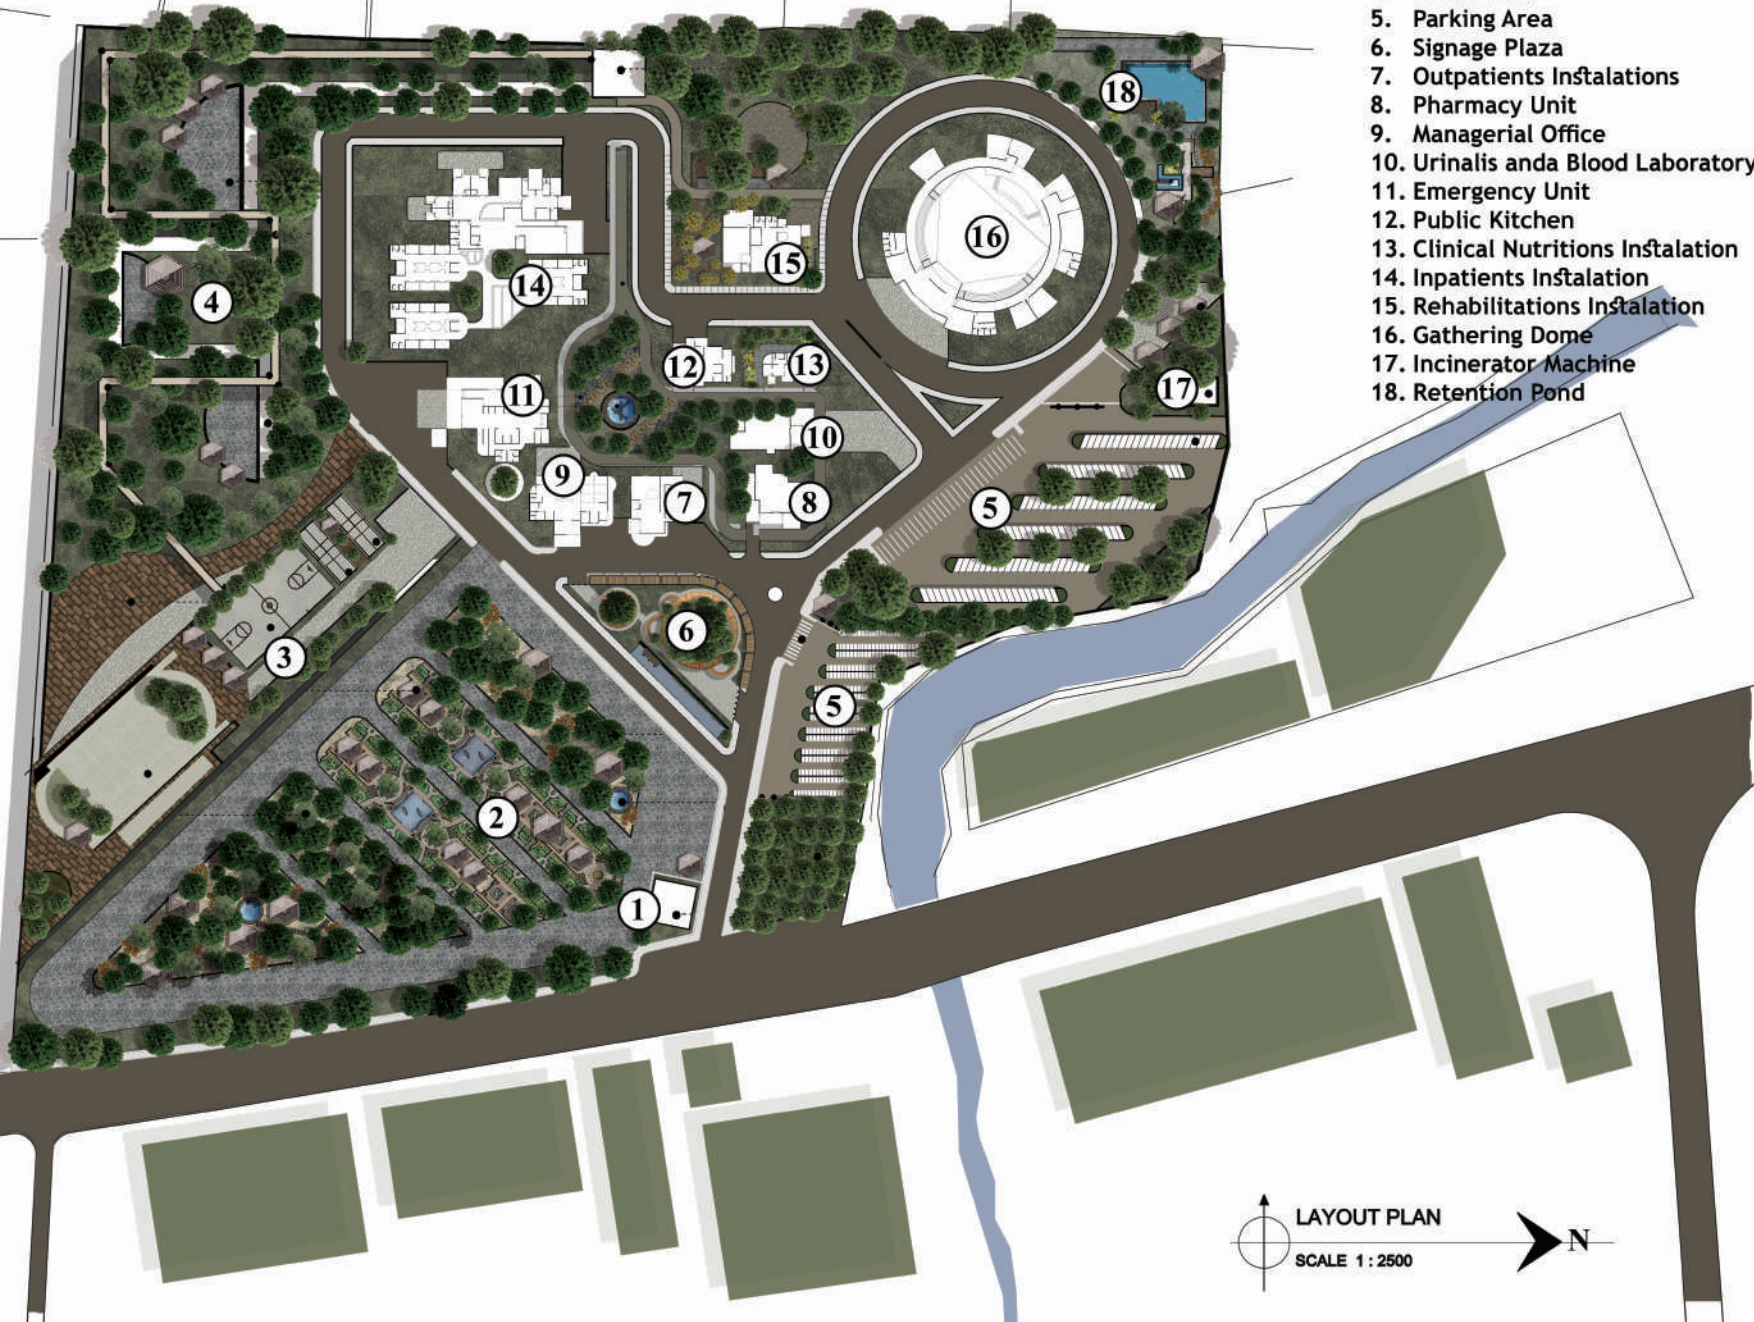 5. Parking Area
6. Signage Plaza
7. Outpatients Instalations
8. Pharmacy Unit
9. Managerial Office
10. Urinalis anda Blood Laboratory
11. Emergency Unit
12. Public Kitchen
13. Clinical Nutritions Instalation
14. Inpatients Instalation
15. Rehabilitations Instalation
16. Gathering Dome
17. Incinerator Machine
18. Retention Pond
18
16
15
4
14
12
13
17
11
10
9
7
8
5
6
3
5
2
1
LAYOUT PLAN
N
SCALE 1 : 2500